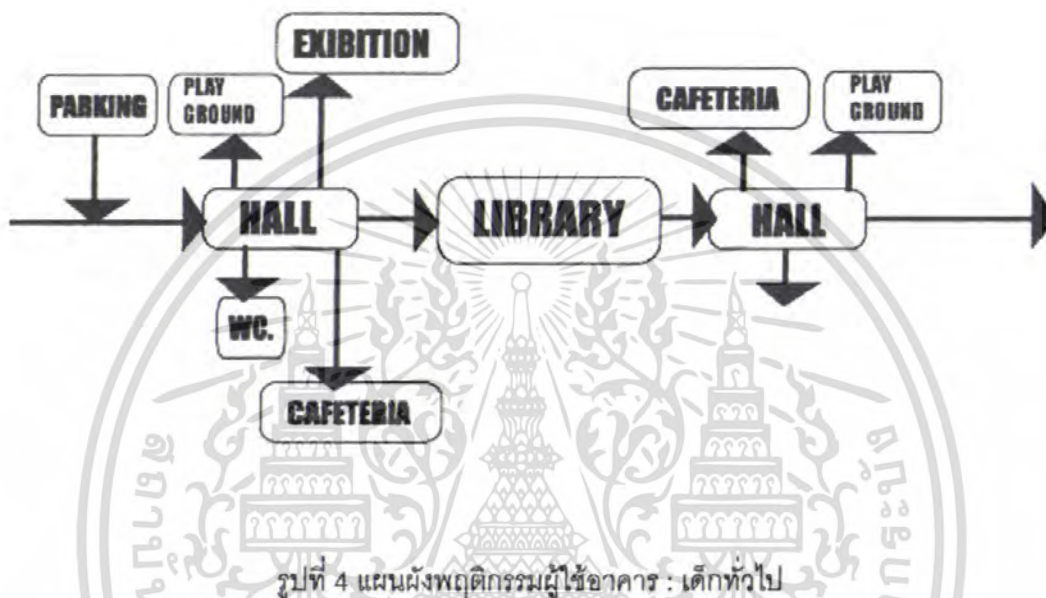 EXIBITION
PARKING
PLAY
GROUND
CAFETERIA
PLAY
GROUND
HALL
LIBRARY
HALL
WC.
CAFETERIA
รูปที่ 4 แผนผังพฤติกรรมผู้ใช้อาคาร : เด็กทั่วไป